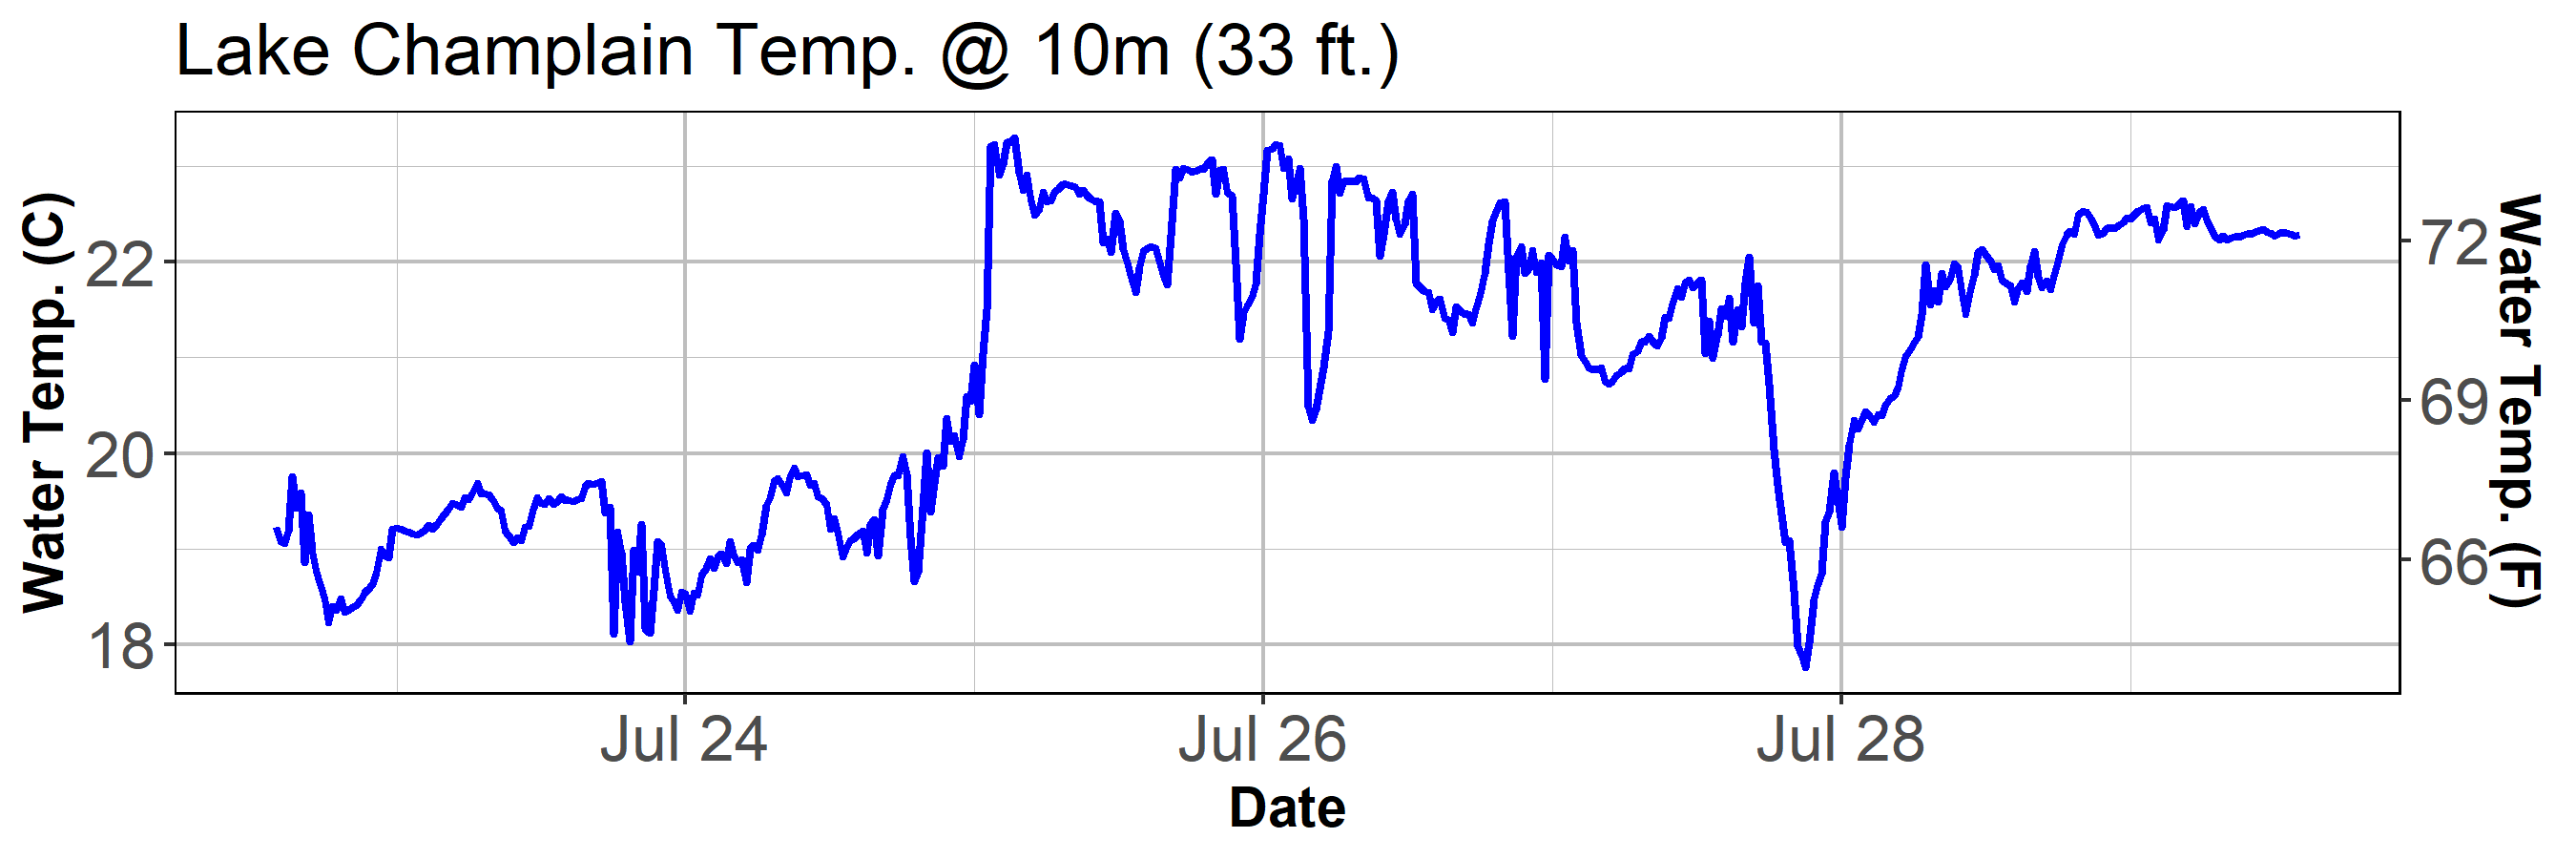 Lake Champlain Temp. @ 10m (33 ft.)
Water Temp. (C)
22
20
18
72
69
66
Water Temp. (F)
Jul 24
Jul 26
Jul 28
Date